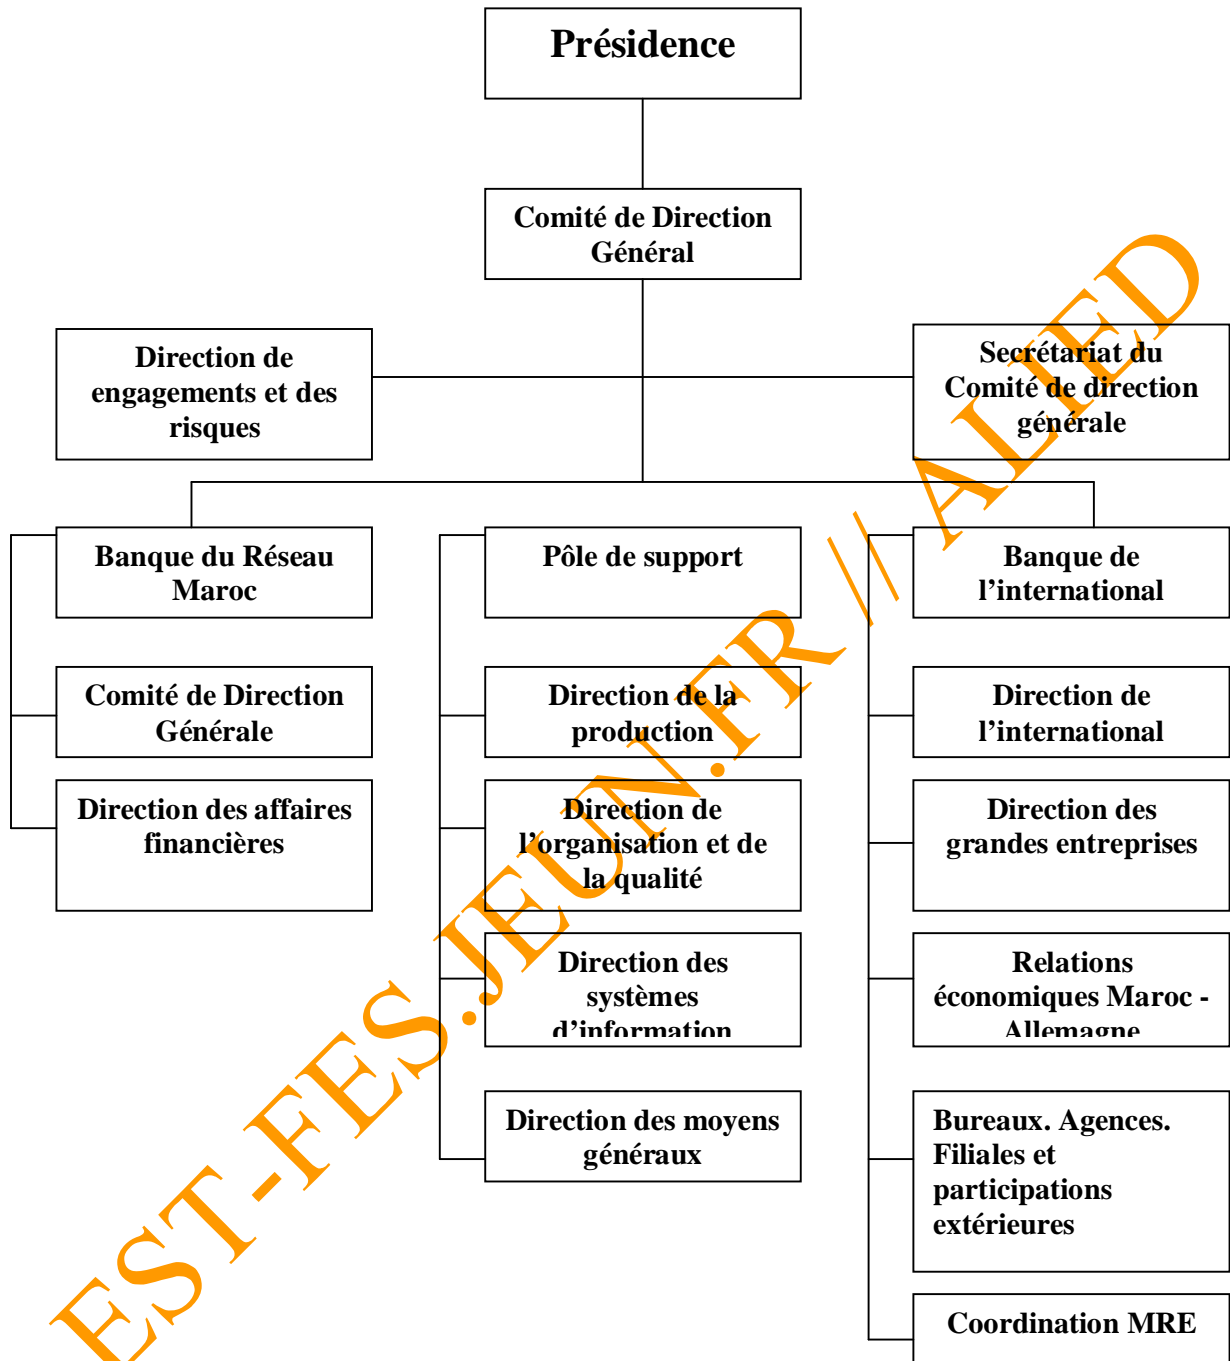 Présidence
Comité de Direction
Général
Direction de
engagements et des
risques
Secrétariat du
Comité de direction
générale
Banque du Réseau
Maroc
Pôle de support
Banque de
l’international
Comité de Direction
Générale
Direction de la
production
Direction de
l’international
Direction des affaires
financières
Direction de
l’organisation et de
la qualité
Direction des
grandes entreprises
Direction des
systèmes
d’information
Relations
économiques Maroc -
Allemagne
Direction des moyens
généraux
Bureaux. Agences.
Filiales et
participations
extérieures
Coordination MRE
EST-FES.JEUN.FR // ALIED